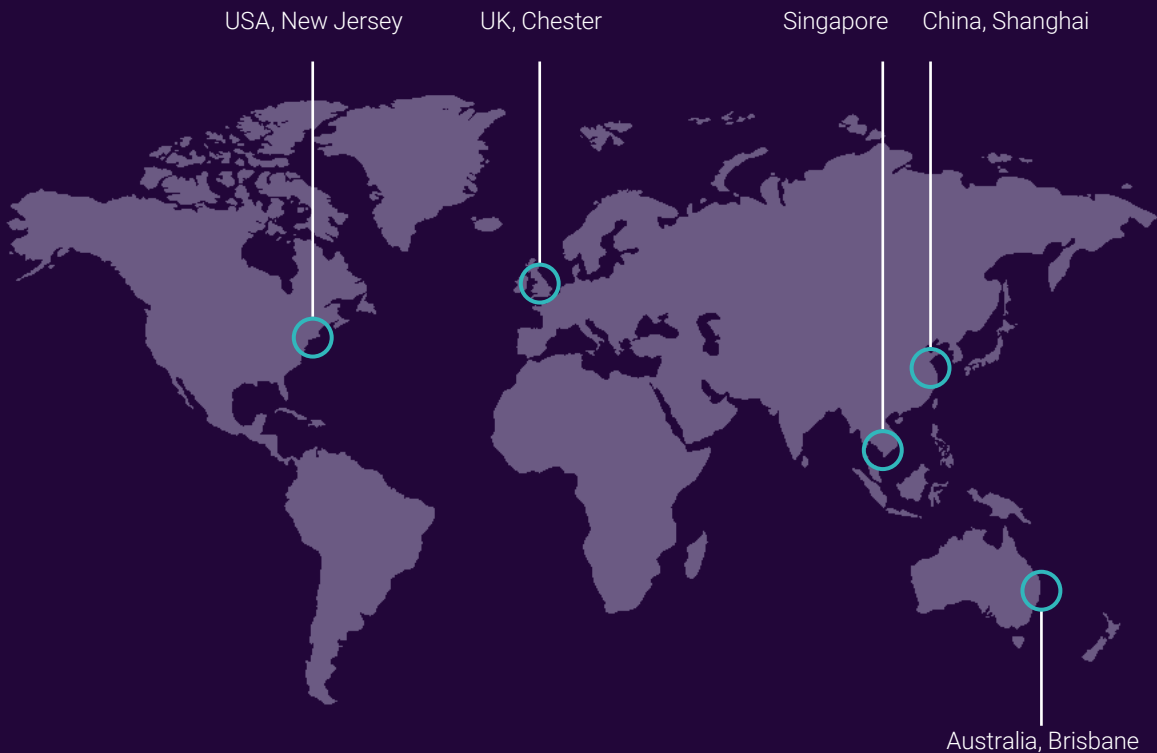 USA, New Jersey
UK, Chester
Singapore
China, Shanghai
Australia, Brisbane